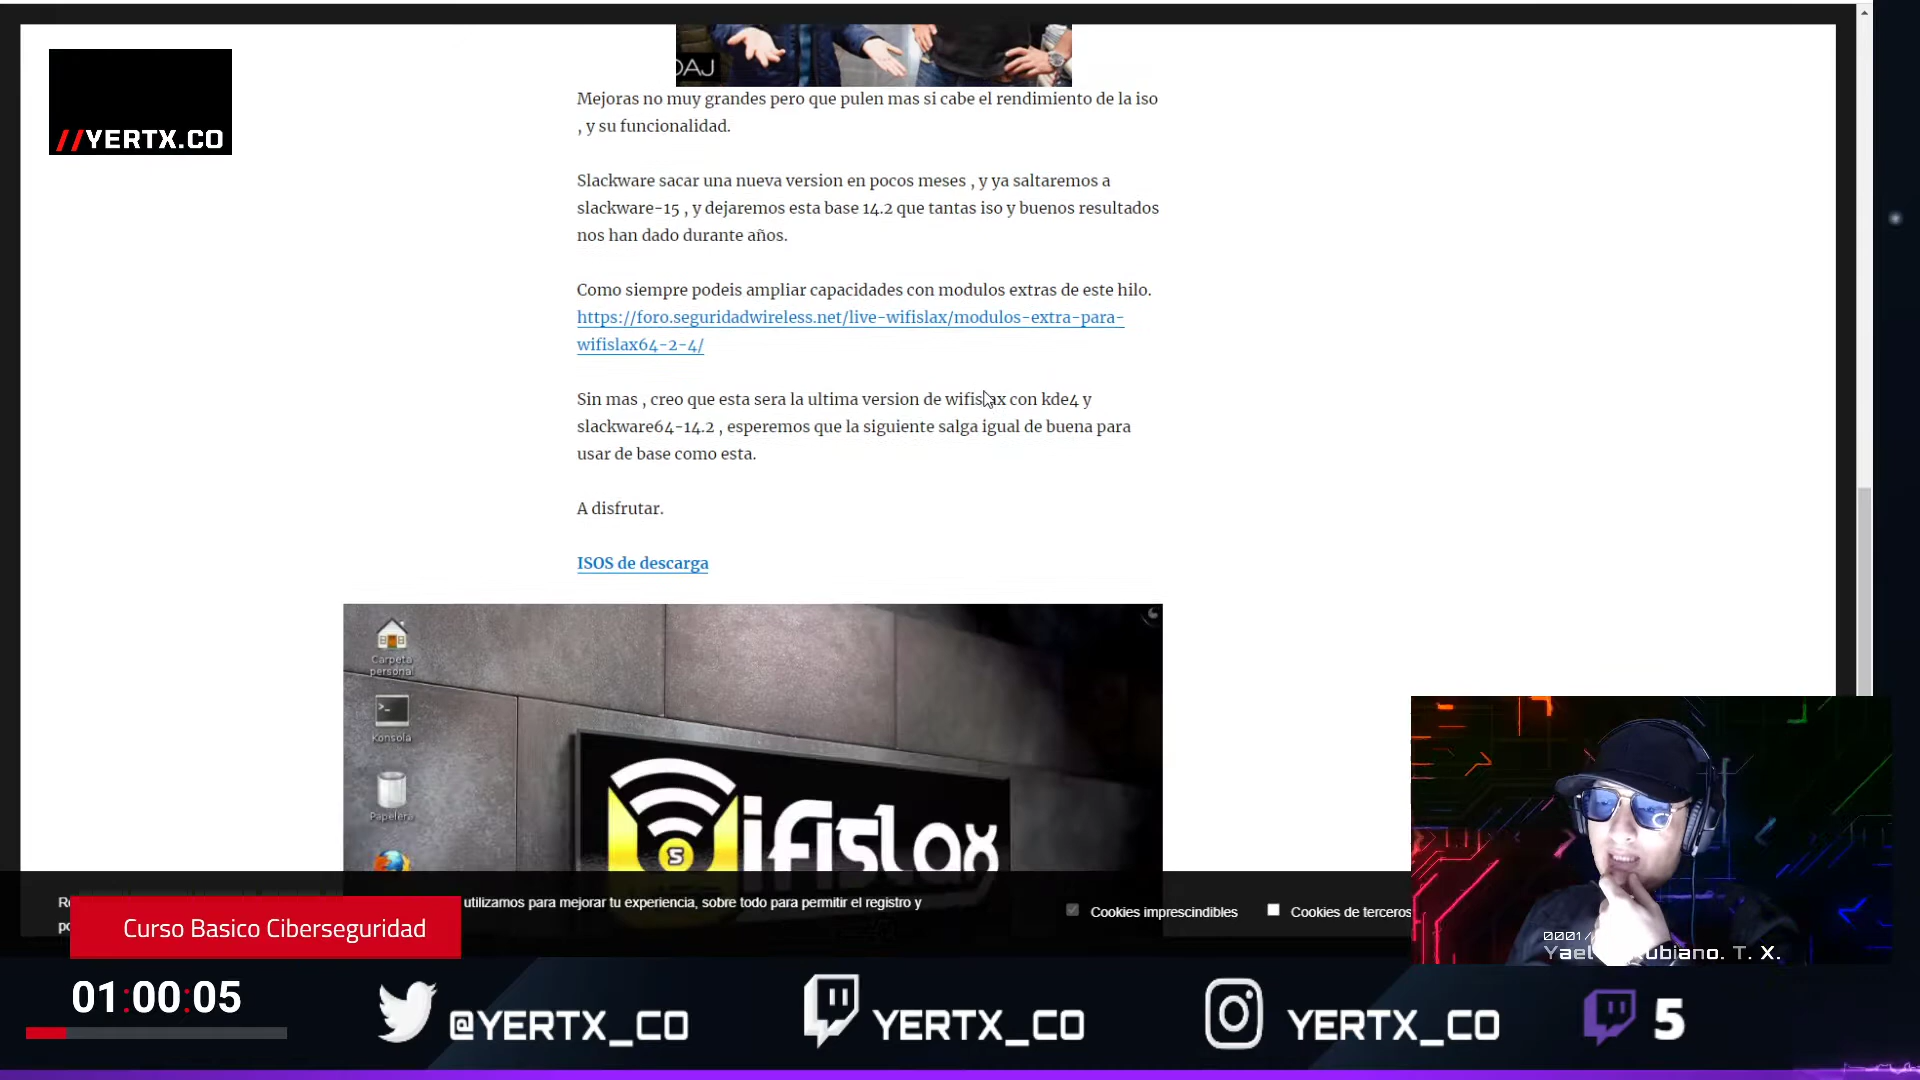 DAJ
//YERTX.CO
Mejoras no muy grandes pero que pulen mas si cabe el rendimiento de la iso
, y su funcionalidad.
Slackware sacar una nueva version en pocos meses , y ya saltaremos a
slackware-15 , y dejaremos esta base 14.2 que tantas iso y buenos resultados
nos han dado durante años.
Como siempre podeis ampliar capacidades con modulos extras de este hilo.
https://foro.seguridadwireless.net/live-wifislax/modulos-extra-para-
wifislax64-2-4/
Sin mas , creo que esta sera la ultima version de wifislax con kde4 y
slackware64-14.2 , esperemos que la siguiente salga igual de buena para
usar de base como esta.
A disfrutar.
ISOS de descarga
Carpeta
personal
Konsola
Papelera
Wifislax
S
utilizamos para mejorar tu experiencia, sobre todo para permitir el registro y
Cookies imprescindibles
Cookies de terceros
Curso Basico Ciberseguridad
0001/
Yael Rubiano. T. X.
01:00:05
@YERTX_CO
YERTX_CO
YERTX_CO
5